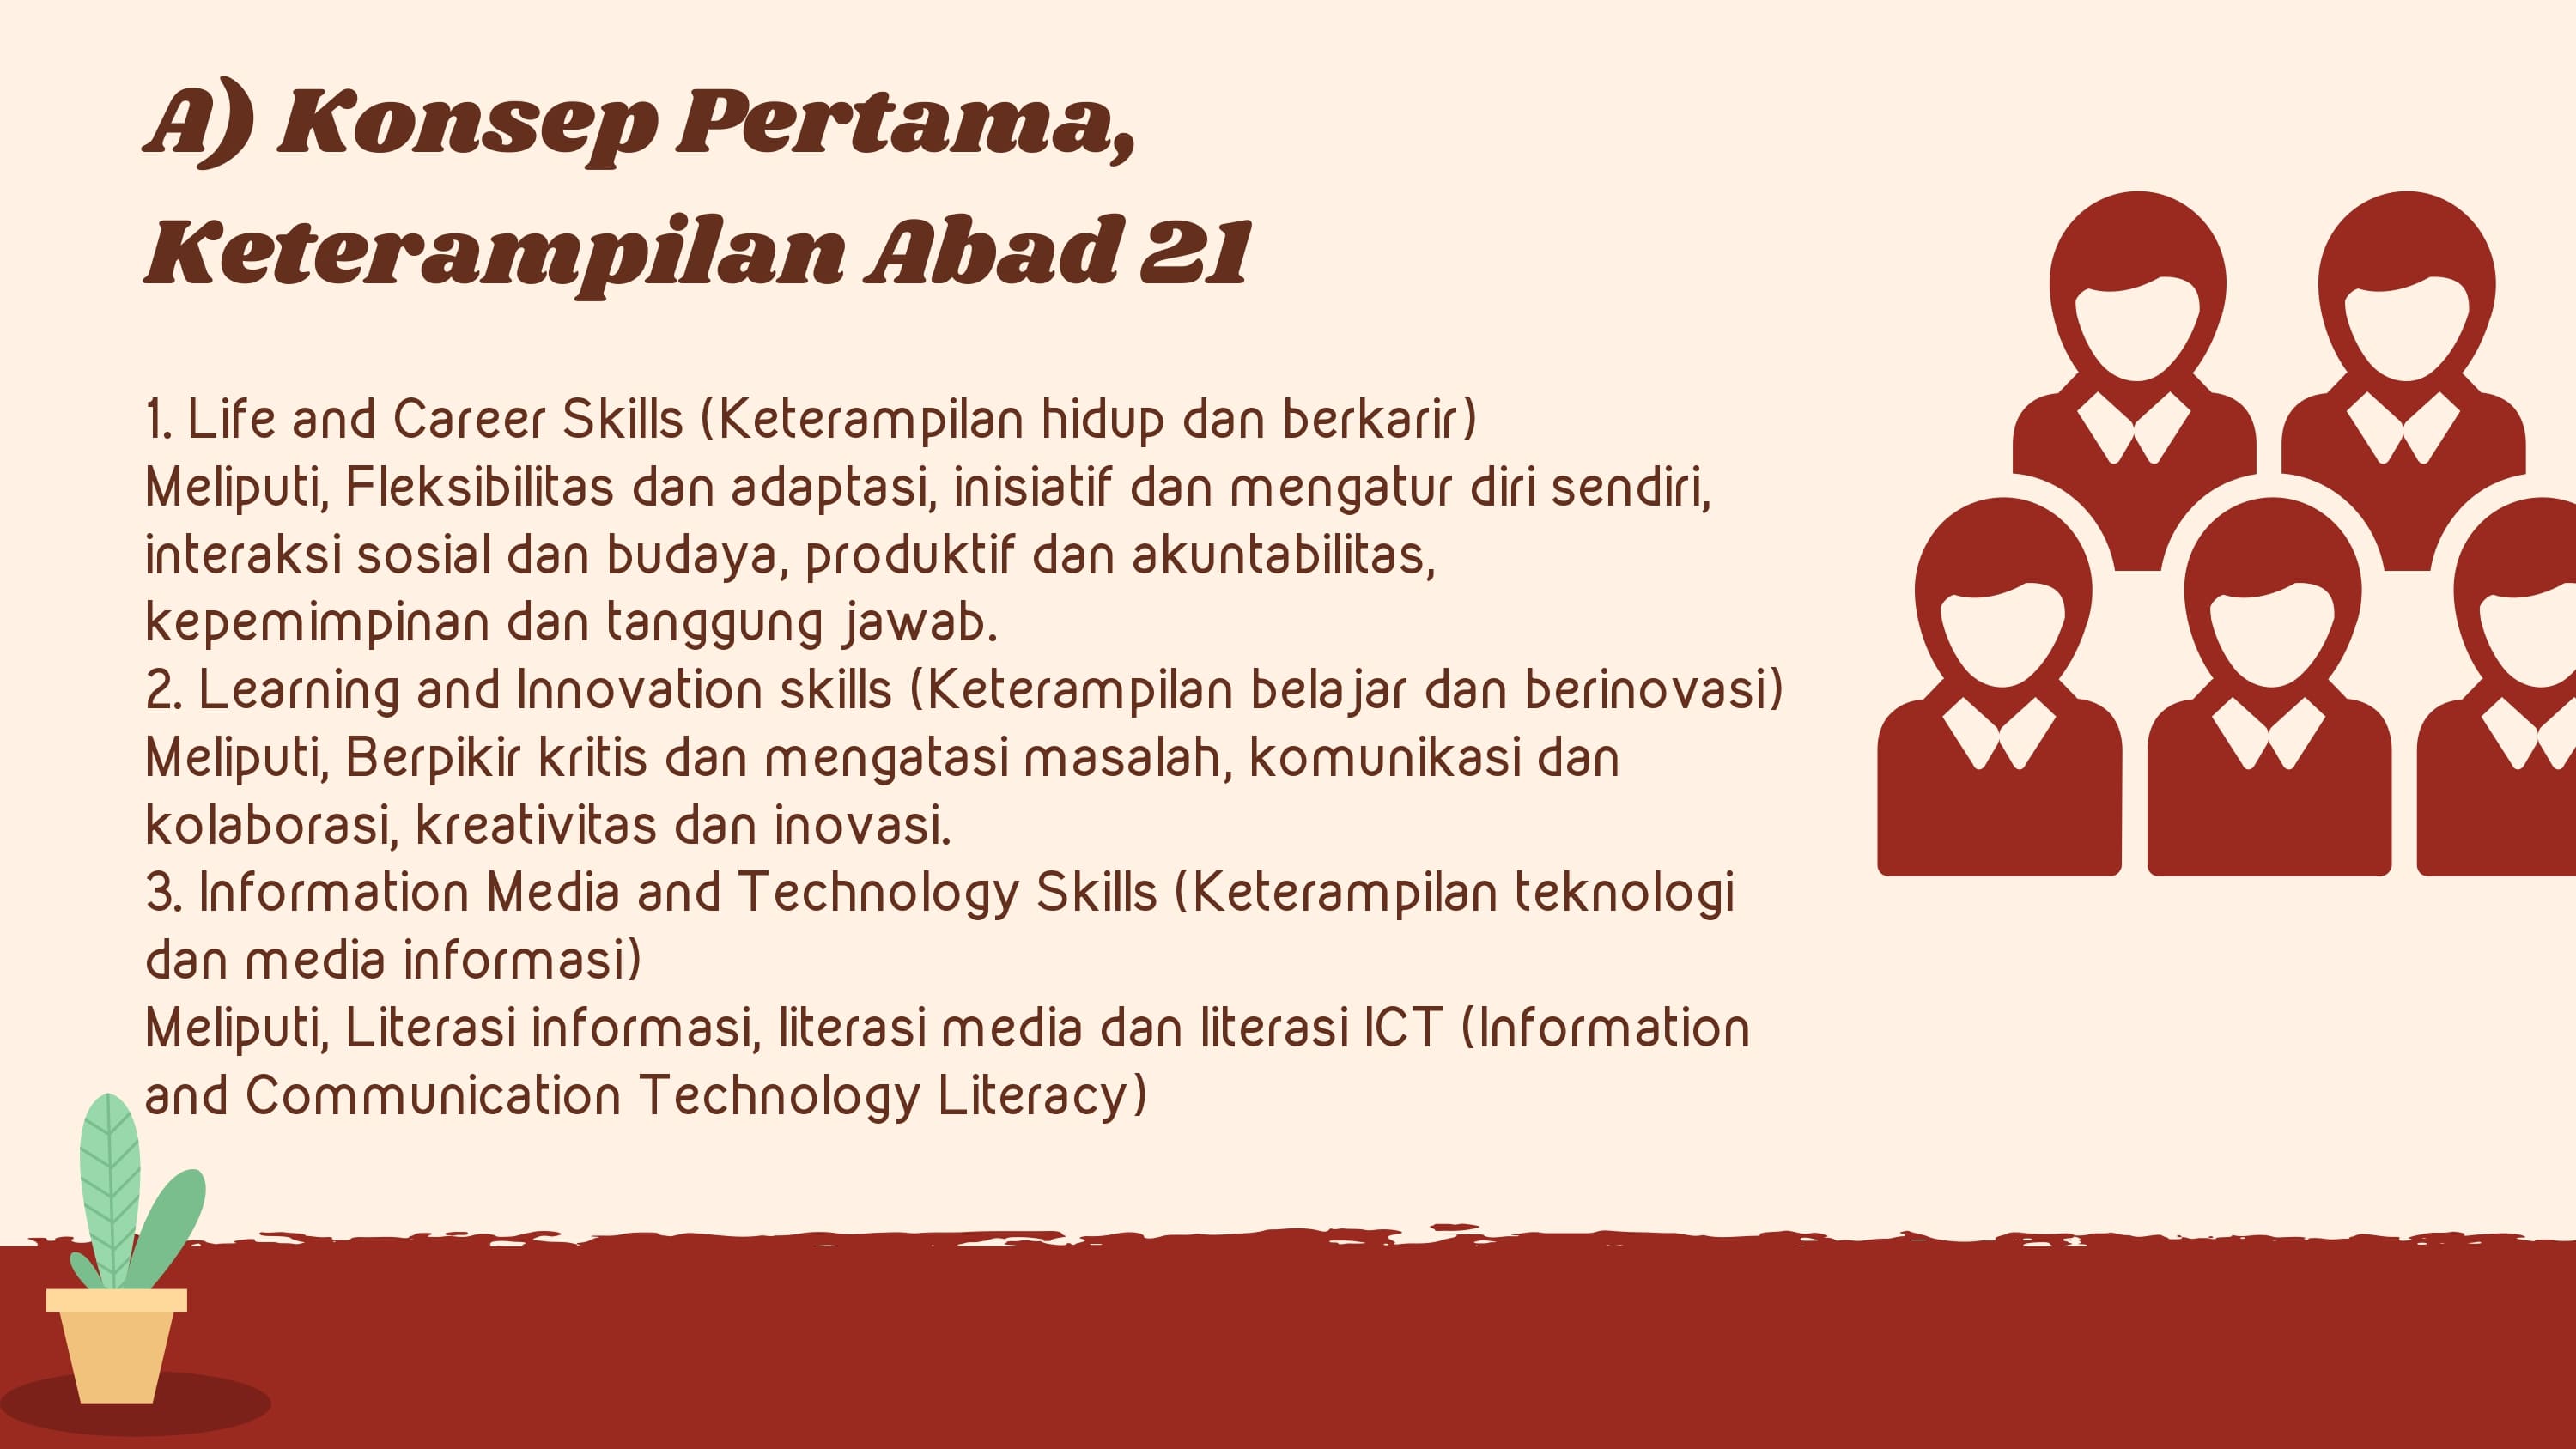 A) Konsep Pertama,
Keterampilan Abad 21
1. Life and Career Skills (Keterampilan hidup dan berkarir)
Meliputi, Fleksibilitas dan adaptasi, inisiatif dan mengatur diri sendiri,
interaksi sosial dan budaya, produktif dan akuntabilitas,
kepemimpinan dan tanggung jawab.
2. Learning and Innovation skills (Keterampilan belajar dan berinovasi)
Meliputi, Berpikir kritis dan mengatasi masalah, komunikasi dan
kolaborasi, kreativitas dan inovasi.
3. Information Media and Technology Skills (Keterampilan teknologi
dan media informasi)
Meliputi, Literasi informasi, literasi media dan literasi ICT (Information
and Communication Technology Literacy)